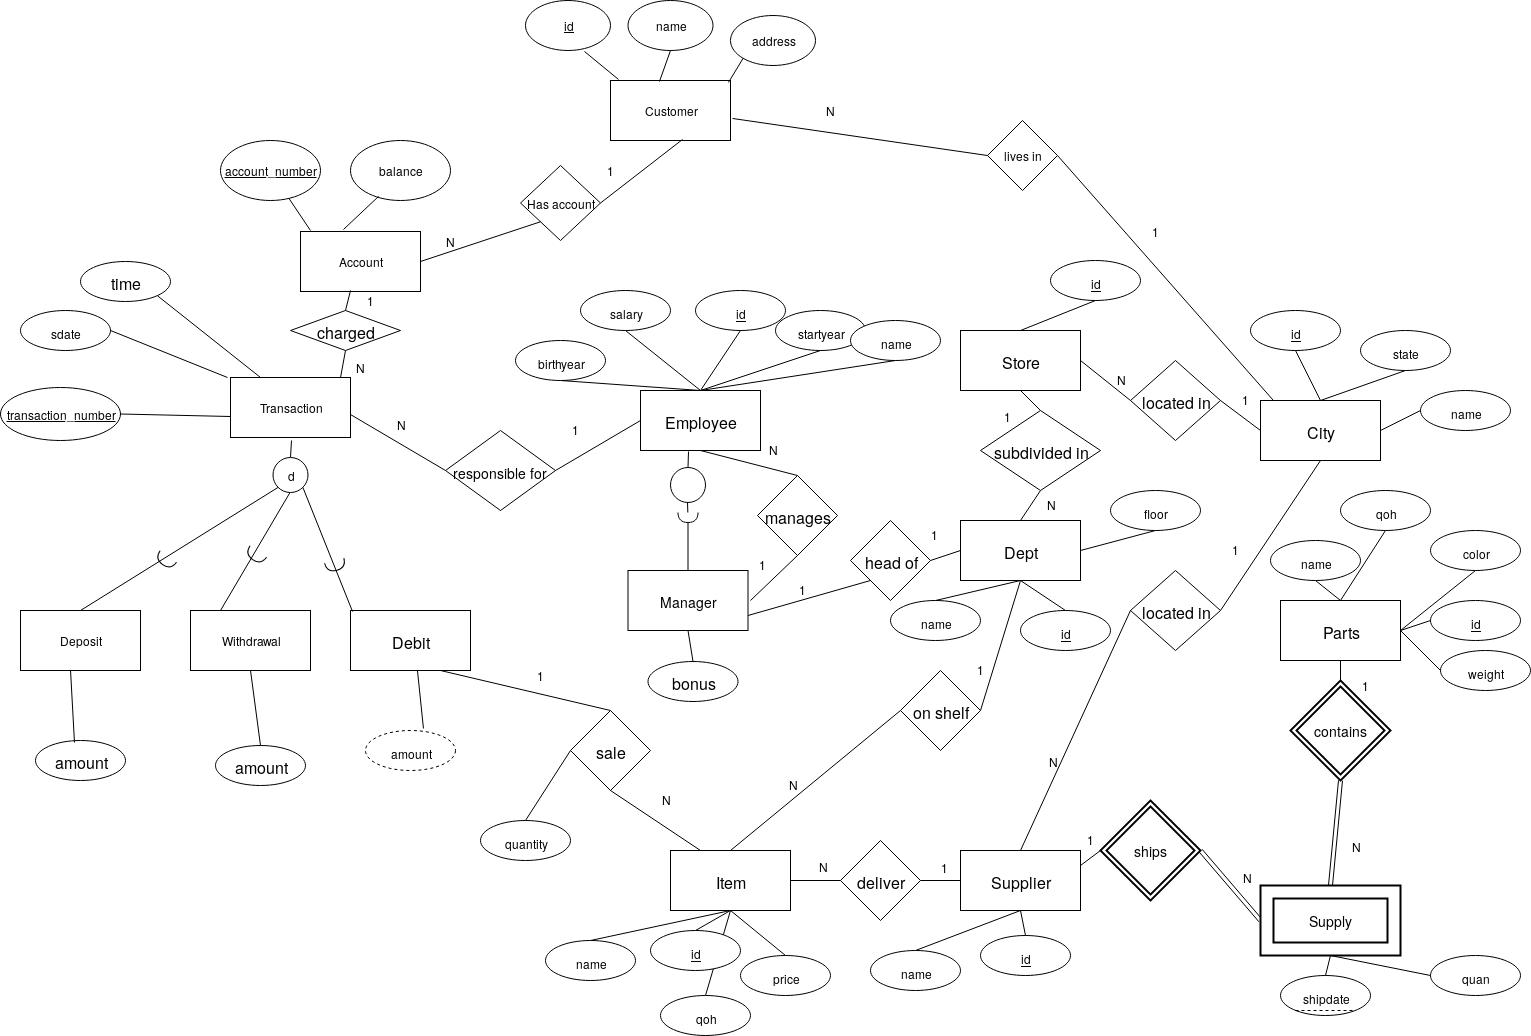 id
name
address
Customer
N
lives in
1
Has account
1
N
account_number
balance
Account
time
sdate
transaction_number
1
charged
N
Transaction
N
responsible for
1
birthyear
salary
id
startyear
name
Employee
N
manages
1
Manager
bonus
d
Deposit
Withdrawal
Debit
amount
amount
amount
id
Store
N
located in
1
id
state
name
City
1
subdivided in
N
Dept
floor
name
id
1
head of
1
1
located in
N
name
qoh
color
id
weight
Parts
1
contains
N
1
on shelf
N
1
sale
quantity
N
Item
name
id
price
qoh
N
deliver
1
Supplier
name
id
1
ships
N
Supply
shipdate
quan